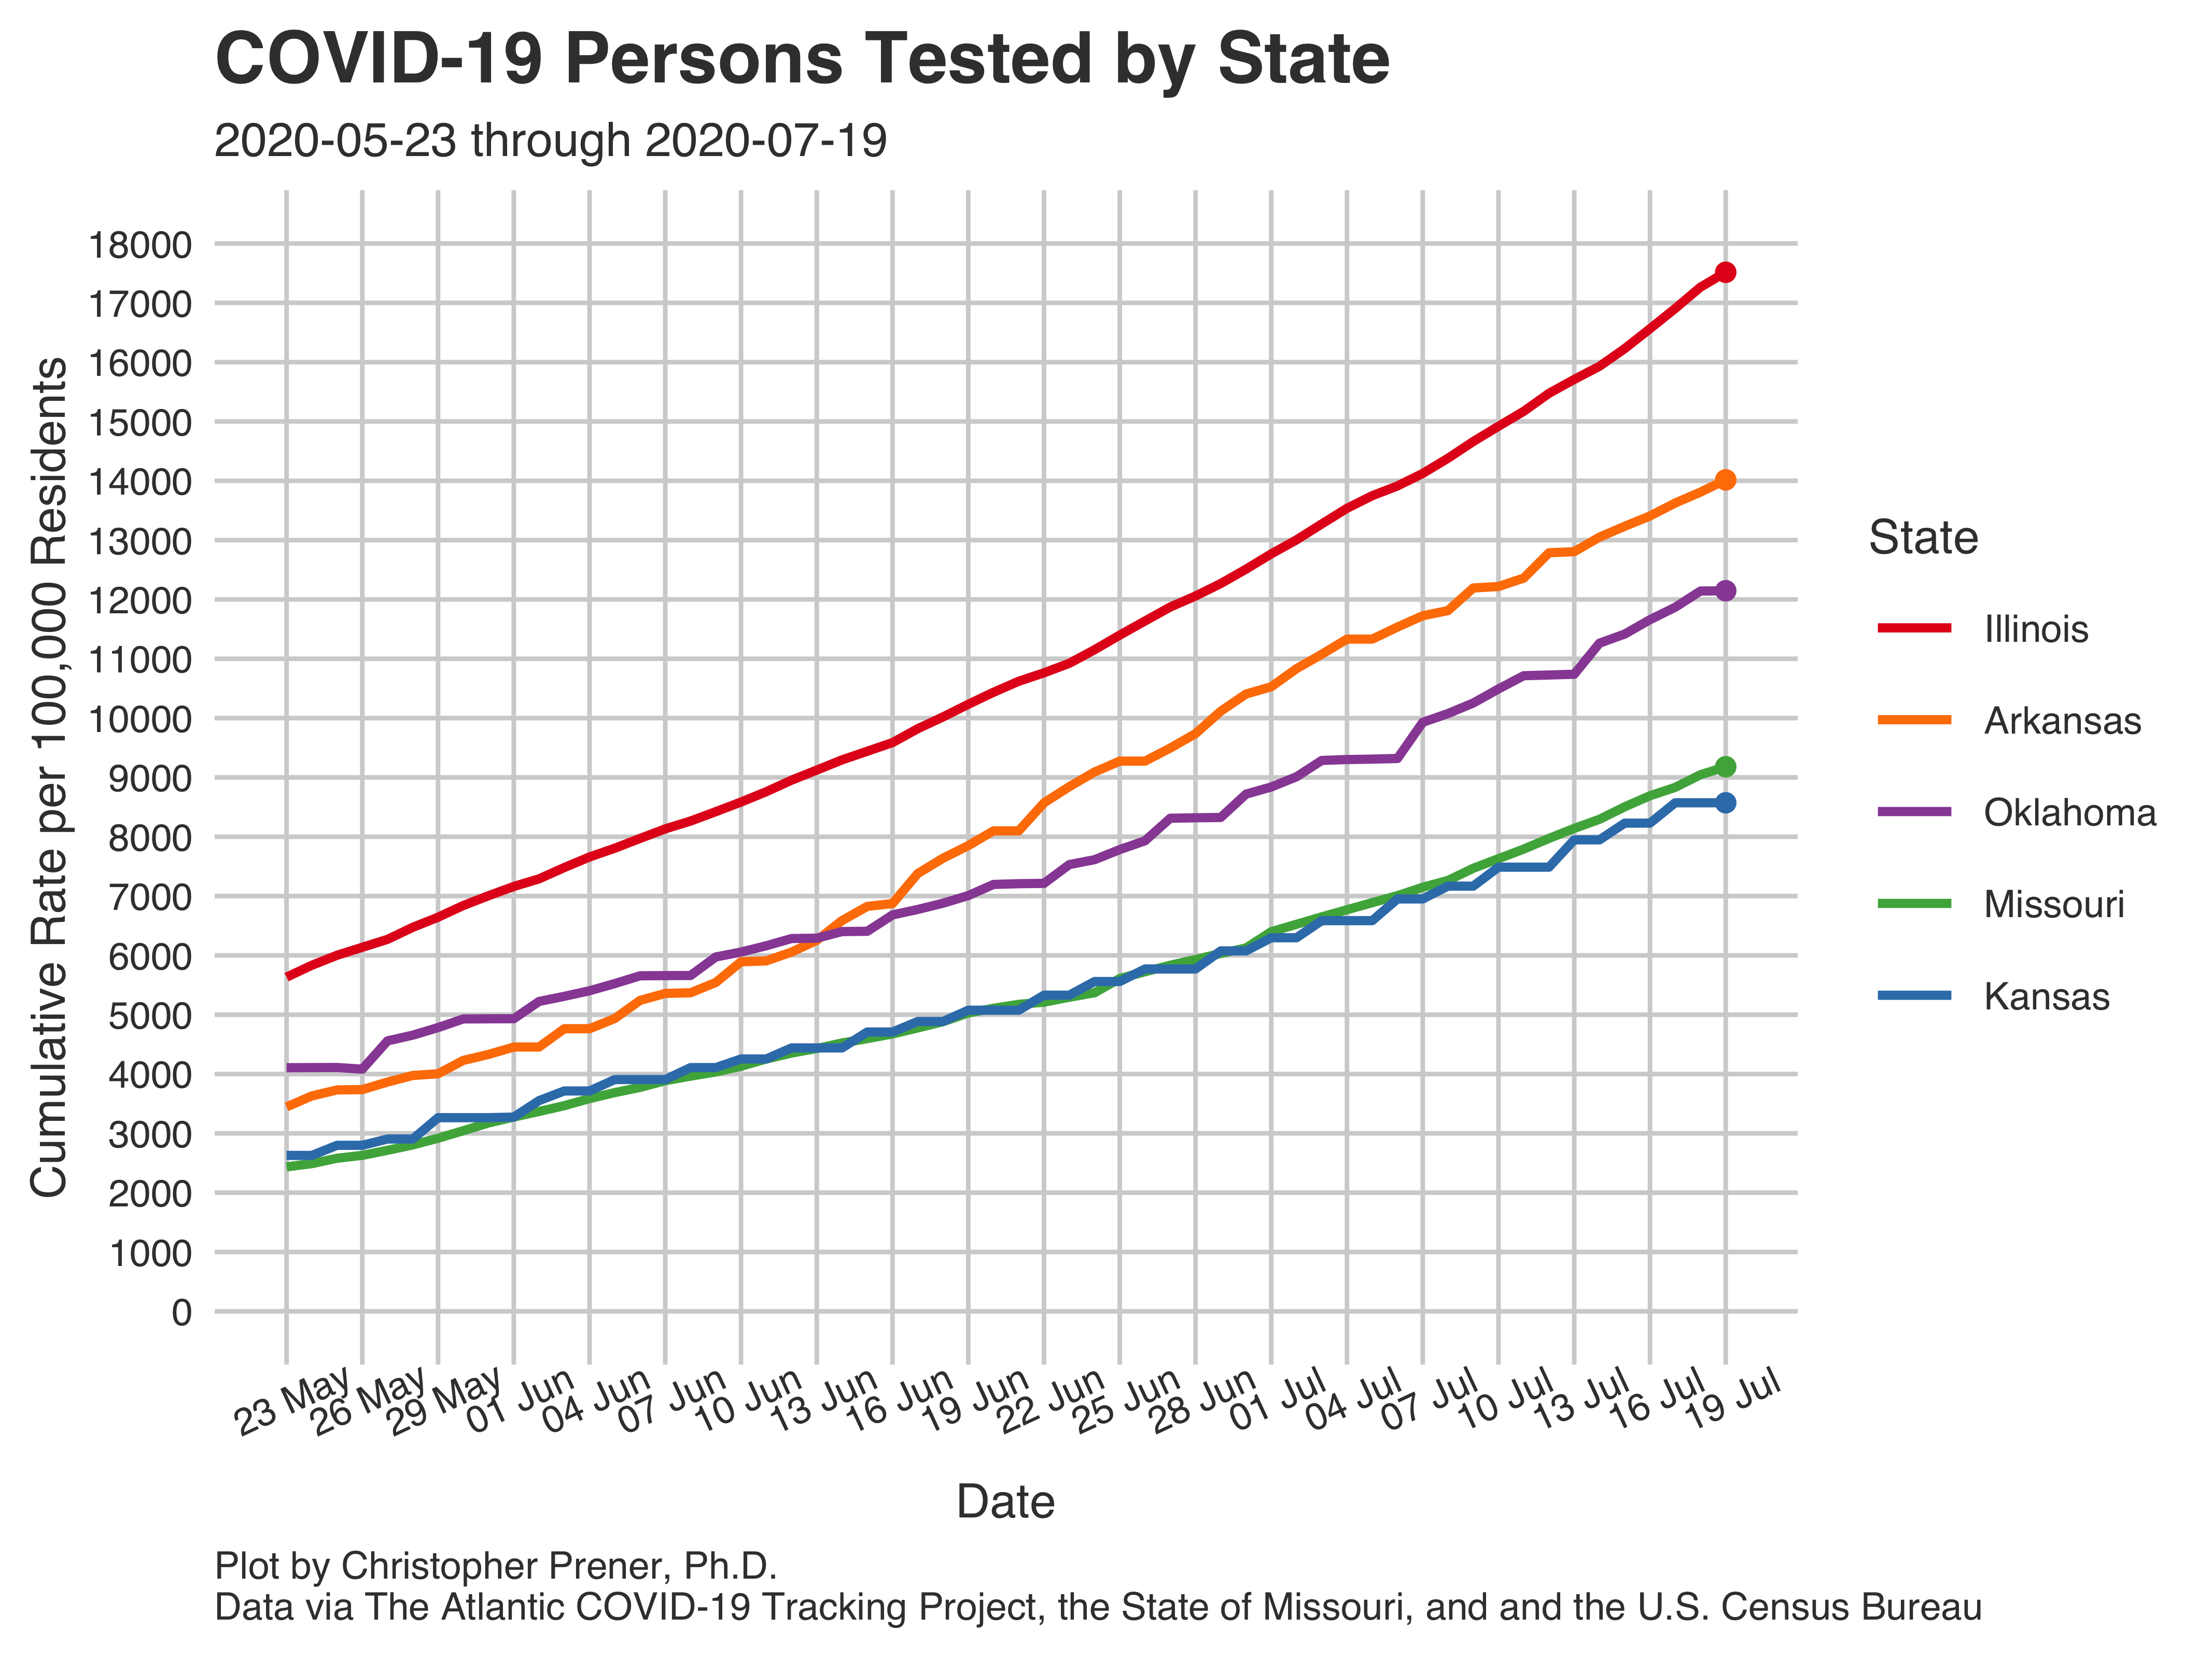 COVID-19 Persons Tested by State
2020-05-23 through 2020-07-19
Cumulative Rate per 100,000 Residents
18000
17000
16000
15000
14000
13000
12000
11000
10000
9000
8000
7000
6000
5000
4000
3000
2000
1000
0
23 May
26 May
29 May
01 Jun
04 Jun
07 Jun
10 Jun
13 Jun
16 Jun
19 Jun
22 Jun
25 Jun
28 Jun
01 Jul
04 Jul
07 Jul
10 Jul
13 Jul
16 Jul
19 Jul
Date
State
Illinois
Arkansas
Oklahoma
Missouri
Kansas
Plot by Christopher Prener, Ph.D.
Data via The Atlantic COVID-19 Tracking Project, the State of Missouri, and and the U.S. Census Bureau